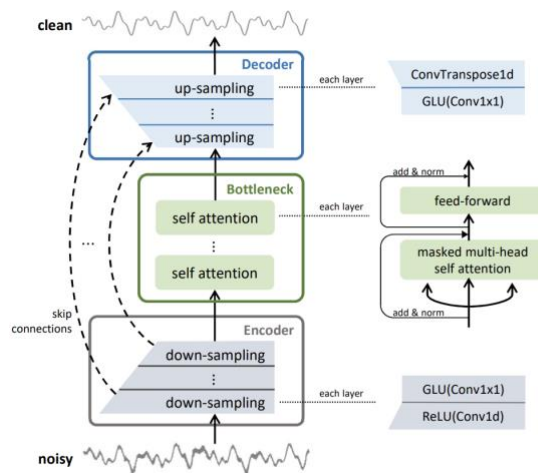 clean
Decoder
up-sampling
⋮
up-sampling
each layer
ConvTranspose1d
GLU(Conv1x1)
Bottleneck
self attention
⋮
self attention
each layer
add & norm
feed-forward
masked multi-head
self attention
add & norm
...
skip
connections
Encoder
down-sampling
⋮
down-sampling
each layer
GLU(Conv1x1)
ReLU(Conv1d)
noisy